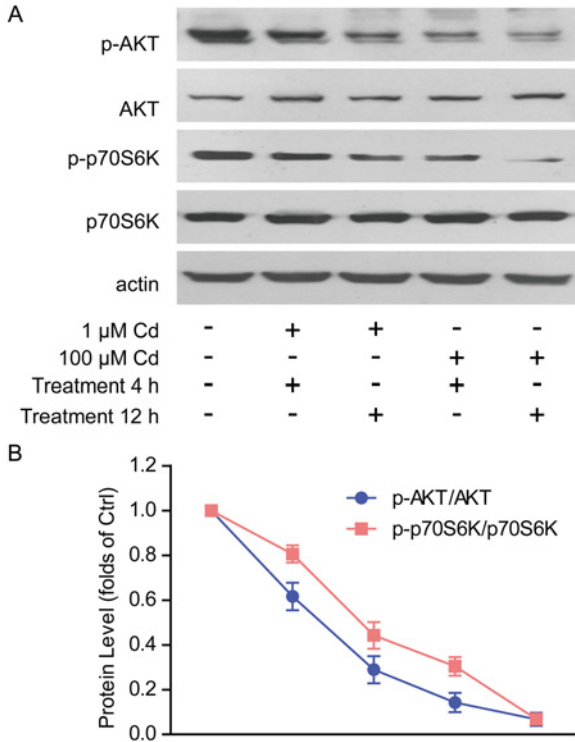 A
p-AKT
AKT
p-p70S6K
p70S6K
actin
1 µM Cd - + + - -
100 µM Cd - - - + +
Treatment 4 h - + - + -
Treatment 12 h - - + - +
B
Protein Level (folds of Ctrl)
1.2
1.0
0.8
0.6
0.4
0.2
0.0
p-AKT/AKT
p-p70S6K/p70S6K